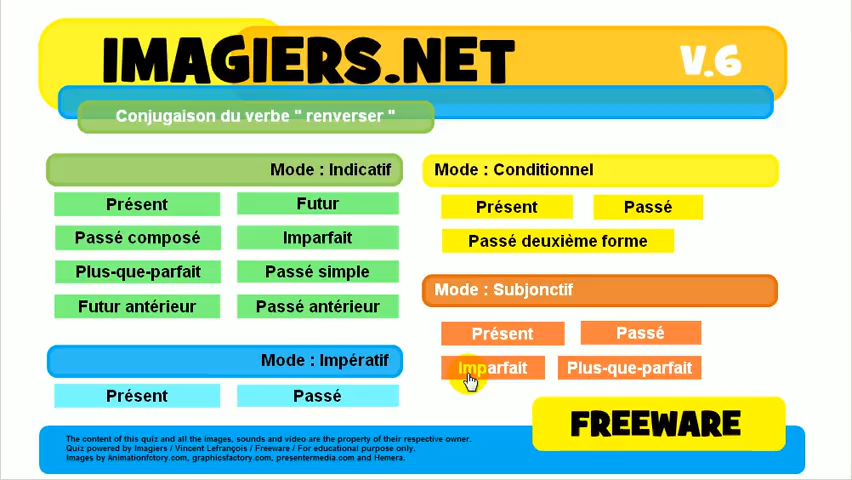 IMAGIERS.NET
V.6
Conjugaison du verbe " renverser "
Mode : Indicatif
Présent
Futur
Passé composé
Imparfait
Plus-que-parfait
Passé simple
Futur antérieur
Passé antérieur
Mode : Impératif
Présent
Passé
Mode : Conditionnel
Présent
Passé
Passé deuxième forme
Mode : Subjonctif
Présent
Passé
Imparfait
Plus-que-parfait
FREEWARE
The content of this quiz and all the images, sounds and video are the property of their respective owner.
Quiz powered by Imagiers / Vincent Lefrançois / Freeware / For educational purpose only.
Images by Animationfctory.com, graphicsfactory.com, presentermedia.com and Hemera.